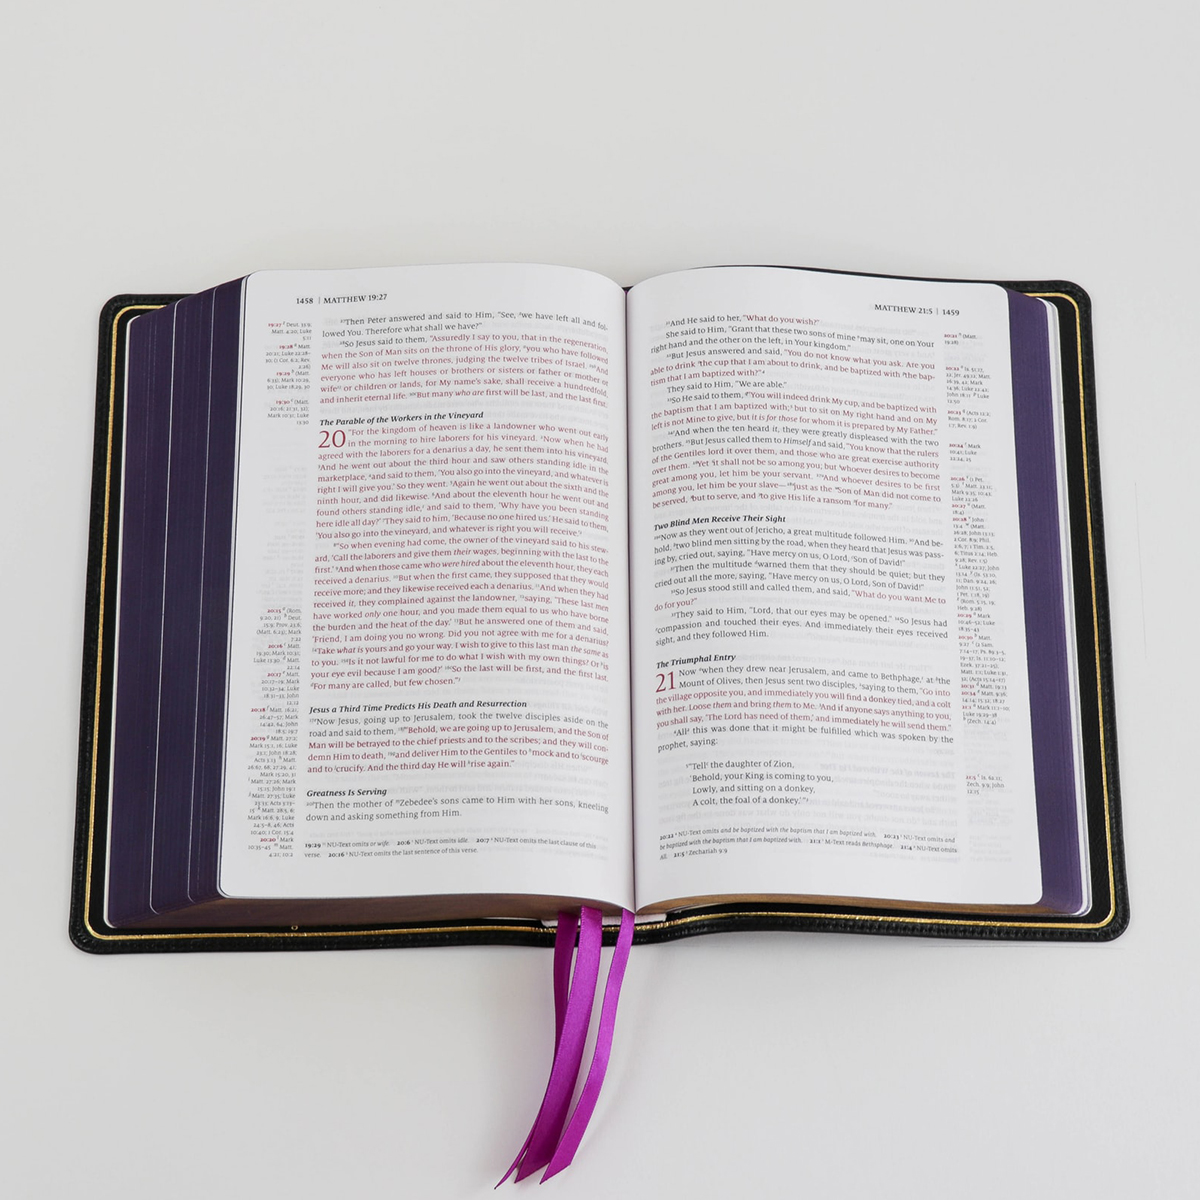 1458 | MATTHEW 19:27
27Then Peter answered and said to Him, "See, we have left all and fol-
lowed You. Therefore what shall we have?"
28So Jesus said to them, "Assuredly I say to you, that in the regeneration,
when the Son of Man sits on the throne of His glory, you who have followed
Me will also sit on twelve thrones, judging the twelve tribes of Israel. 29And
everyone who has left houses or brothers or sisters or father or mother or
wife or children or lands, for My name's sake, shall receive a hundredfold,
and inherit eternal life. 30But many who are first will be last, and the last first.
The Parable of the Workers in the Vineyard
20 "For the kingdom of heaven is like a landowner who went out early
in the morning to hire laborers for his vineyard. 2Now when he had
agreed with the laborers for a denarius a day, he sent them into his vineyard.
3And he went out about the third hour and saw others standing idle in the
marketplace, 4and said to them, 'You also go into the vineyard, and whatever is
right I will give you.' So they went. 5Again he went out about the sixth and the
ninth hour, and did likewise. 6And about the eleventh hour he went out and
found others standing idle, and said to them, 'Why have you been standing
here idle all day?' 7They said to him, 'Because no one hired us.' He said to them,
'You also go into the vineyard, and whatever is right you will receive.'
8"So when evening had come, the owner of the vineyard said to his stew-
ard, 'Call the laborers and give them their wages, beginning with the last to the
first.' 9And when those came who were hired about the eleventh hour, they each
received a denarius. 10But when the first came, they supposed that they would
receive more; and they likewise received each a denarius. 11And when they had
received it, they complained against the landowner, 12saying, 'These last men
have worked only one hour, and you made them equal to us who have borne
the burden and the heat of the day.' 13But he answered one of them and said,
'Friend, I am doing you no wrong. Did you not agree with me for a denarius?
14Take what is yours and go your way. I wish to give to this last man the same as
to you. 15Is it not lawful for me to do what I wish with my own things? Or is
your eye evil because I am good?' 16So the last will be first, and the first last.
For many are called, but few chosen."
Jesus a Third Time Predicts His Death and Resurrection
17Now Jesus, going up to Jerusalem, took the twelve disciples aside on the
road and said to them, 18"Behold, we are going up to Jerusalem, and the Son of
Man will be betrayed to the chief priests and to the scribes; and they will con-
demn Him to death, 19and deliver Him to the Gentiles to mock and to scourge
and to crucify. And the third day He will rise again."
Greatness Is Serving
20Then the mother of Zebedee's sons came to Him with her sons, kneeling
down and asking something from Him.
19:29 NU-Text omits or wife. 20:6 NU-Text omits idle. 20:7 NU-Text omits the last clause of this
verse. 20:16 NU-Text omits the last sentence of this verse.
MATTHEW 21:5 | 1459
21And He said to her, "What do you wish?"
She said to Him, "Grant that these two sons of mine may sit, one on Your
right hand and the other on the left, in Your kingdom."
22But Jesus answered and said, "You do not know what you ask. Are you
able to drink the cup that I am about to drink, and be baptized with the bap-
tism that I am baptized with?"
They said to Him, "We are able."
23So He said to them, "You will indeed drink My cup, and be baptized with
the baptism that I am baptized with; but to sit on My right hand and on My
left is not Mine to give, but it is for those for whom it is prepared by My Father."
24And when the ten heard it, they were greatly displeased with the two
brothers. 25But Jesus called them to Himself and said, "You know that the rulers
of the Gentiles lord it over them, and those who are great exercise authority
over them. 26Yet it shall not be so among you; but whoever desires to become
great among you, let him be your servant. 27And whoever desires to be first
among you, let him be your slave—28just as the Son of Man did not come to
be served, but to serve, and to give His life a ransom for many."
Two Blind Men Receive Their Sight
29Now as they went out of Jericho, a great multitude followed Him. 30And be-
hold, two blind men sitting by the road, when they heard that Jesus was pass-
ing by, cried out, saying, "Have mercy on us, O Lord, Son of David!"
31Then the multitude warned them that they should be quiet; but they
cried out all the more, saying, "Have mercy on us, O Lord, Son of David!"
32So Jesus stood still and called them, and said, "What do you want Me to
do for you?"
33They said to Him, "Lord, that our eyes may be opened." 34So Jesus had
compassion and touched their eyes. And immediately their eyes received
sight, and they followed Him.
The Triumphal Entry
21 Now when they drew near Jerusalem, and came to Bethphage, at the
Mount of Olives, then Jesus sent two disciples, 2saying to them, "Go into
the village opposite you, and immediately you will find a donkey tied, and a colt
with her. Loose them and bring them to Me. 3And if anyone says anything to you,
you shall say, 'The Lord has need of them,' and immediately he will send them."
4All this was done that it might be fulfilled which was spoken by the
prophet, saying:
5"Tell the daughter of Zion,
'Behold, your King is coming to you,
Lowly, and sitting on a donkey,
A colt, the foal of a donkey.'"
20:22 NU-Text omits and be baptized with the baptism that I am baptized with. 20:23 NU-Text omits and
be baptized with the baptism that I am baptized with. 21:1 M-Text reads Bethsphage. 21:4 NU-Text omits
All. 21:5 Zechariah 9:9